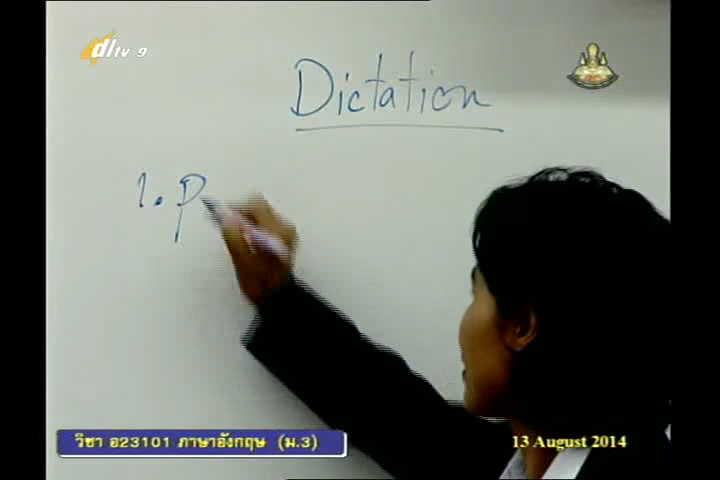 dltv 9
Dictation
1. p
วิชา อ23101 ภาษาอังกฤษ (ม.3)
13 August 2014